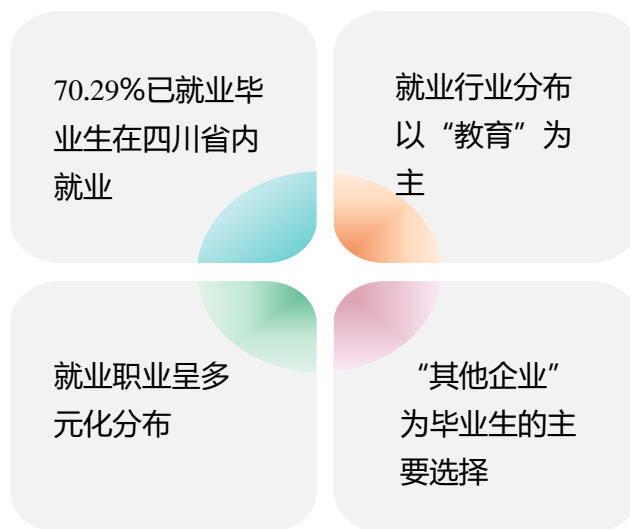 70.29%已就业毕
业生在四川省内
就业
就业行业分布
以“教育”为
主
就业职业呈多
元化分布
“其他企业”
为毕业生的主
要选择